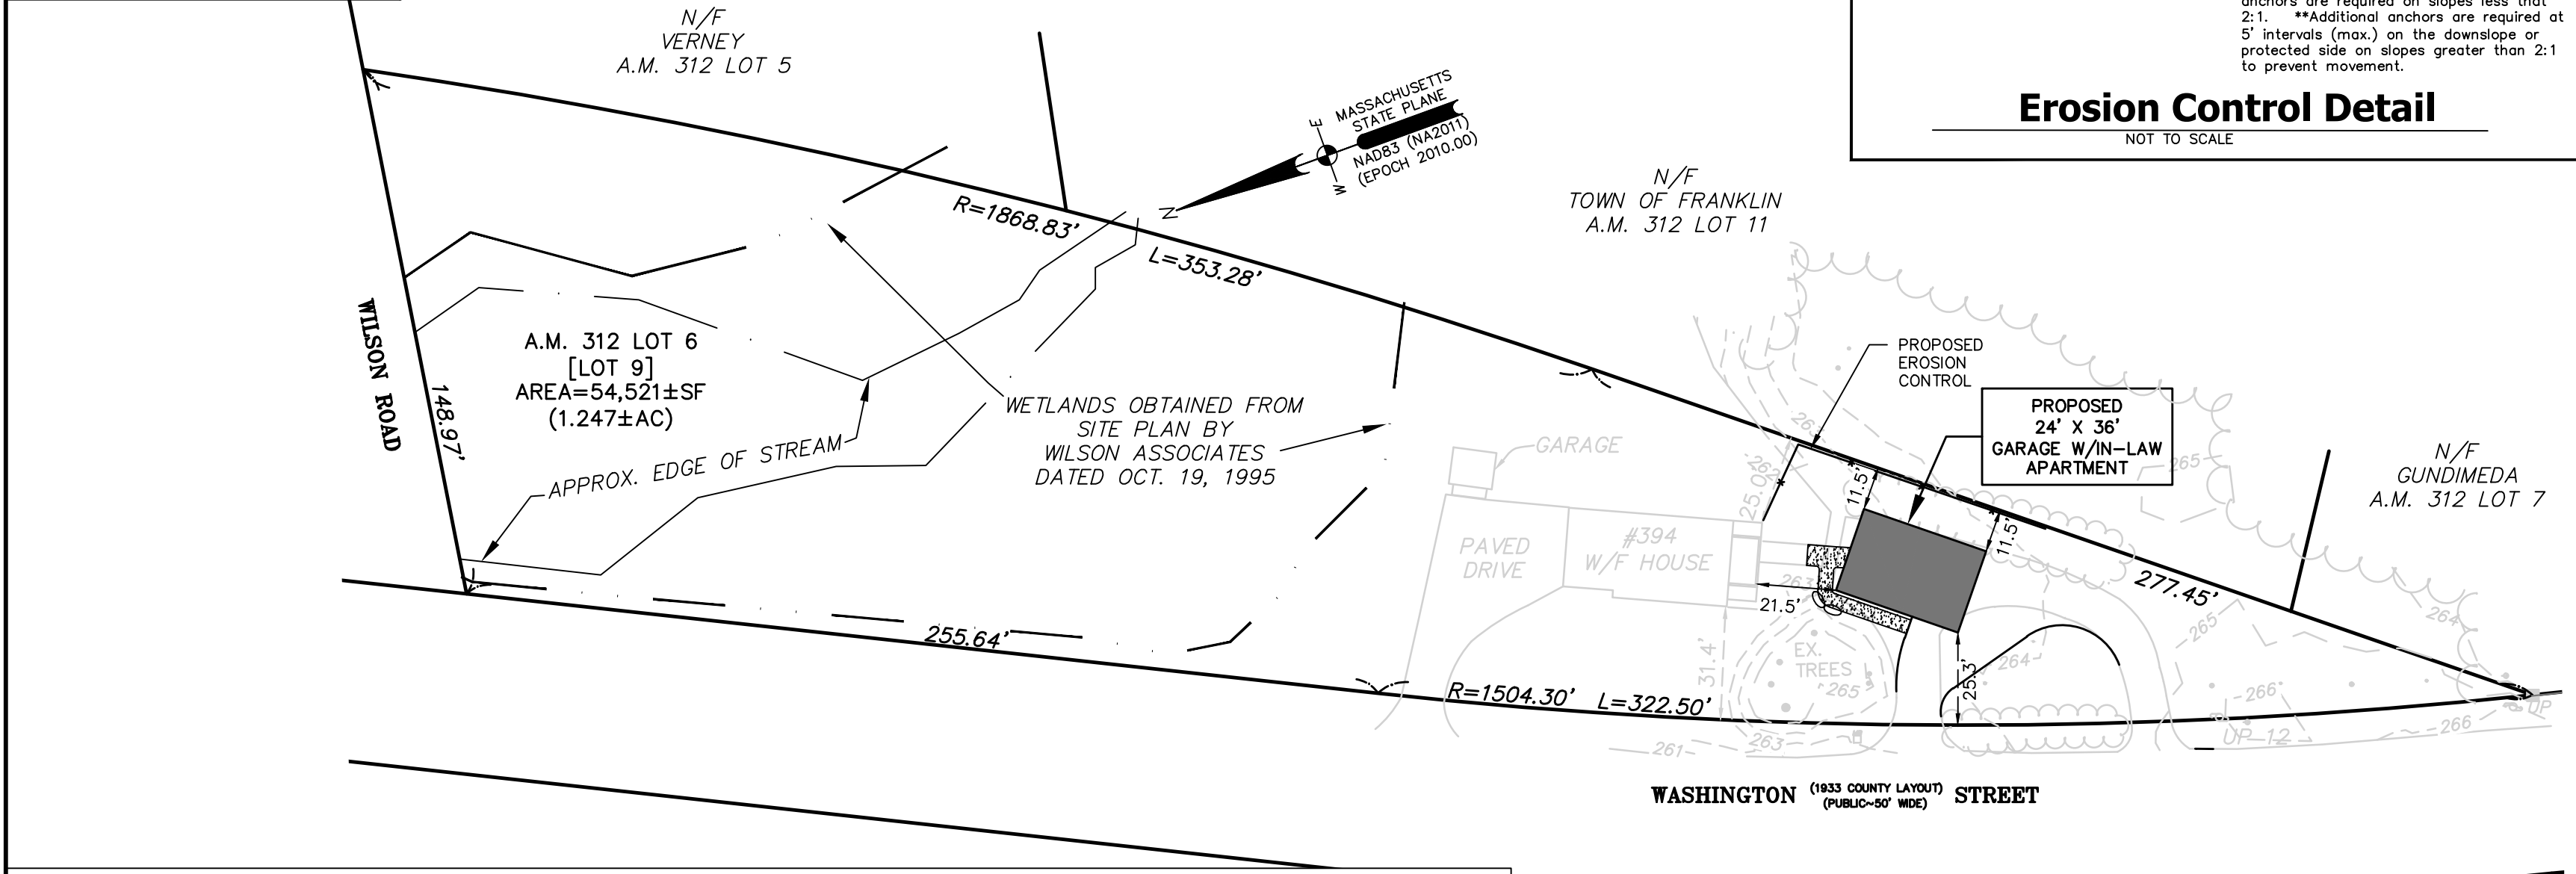 anchors are required on slopes less that
2:1. **Additional anchors are required at
5' intervals (max.) on the downslope or
protected side on slopes greater than 2:1
to prevent movement.
Erosion Control Detail
NOT TO SCALE
N/F
VERNEY
A.M. 312 LOT 5
MASSACHUSETTS
STATE PLANE
NAD83 (NA2011)
(EPOCH 2010.00)
N
E
W
N/F
TOWN OF FRANKLIN
A.M. 312 LOT 11
R=1868.83'
L=353.28'
WILSON ROAD
148.97'
A.M. 312 LOT 6
[LOT 9]
AREA=54,521±SF
(1.247±AC)
APPROX. EDGE OF STREAM
WETLANDS OBTAINED FROM
SITE PLAN BY
WILSON ASSOCIATES
DATED OCT. 19, 1995
PROPOSED
EROSION
CONTROL
PROPOSED
24' X 36'
GARAGE W/IN-LAW
APARTMENT
GARAGE
PAVED
DRIVE
#394
W/F HOUSE
25.0'
11.5'
11.5'
21.5'
31.4'
25.3'
EX.
TREES
263
265
264
265
265
264
266
266
261
263
UP-12
UP
277.45'
N/F
GUNDIMEDA
A.M. 312 LOT 7
255.64'
R=1504.30' L=322.50'
WASHINGTON (1933 COUNTY LAYOUT) STREET
(PUBLIC~50' WIDE)